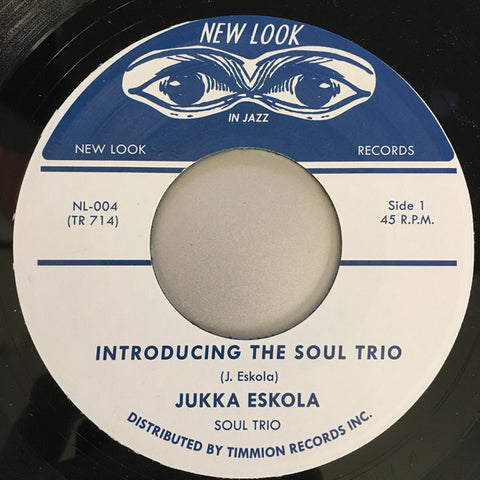 NEW LOOK
IN JAZZ
NEW LOOK RECORDS
NL-004 Side 1
(TR 714) 45 R.P.M.
INTRODUCING THE SOUL TRIO
(J. Eskola)
JUKKA ESKOLA
SOUL TRIO
DISTRIBUTED BY TIMMION RECORDS INC.